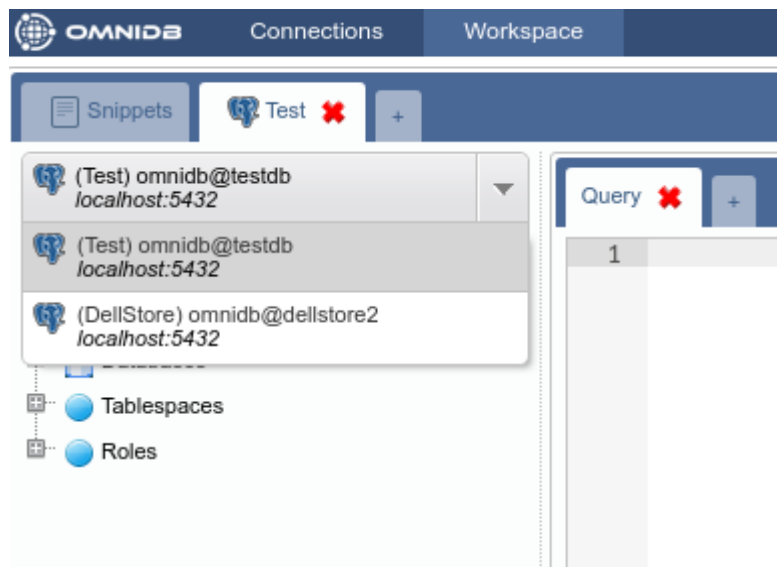 OMNIDB Connections Workspace
Snippets Test +
(Test) omnidb@testdb
localhost:5432
(Test) omnidb@testdb
localhost:5432
(DellStore) omnidb@dellstore2
localhost:5432
Tablespaces
Roles
Query +
1